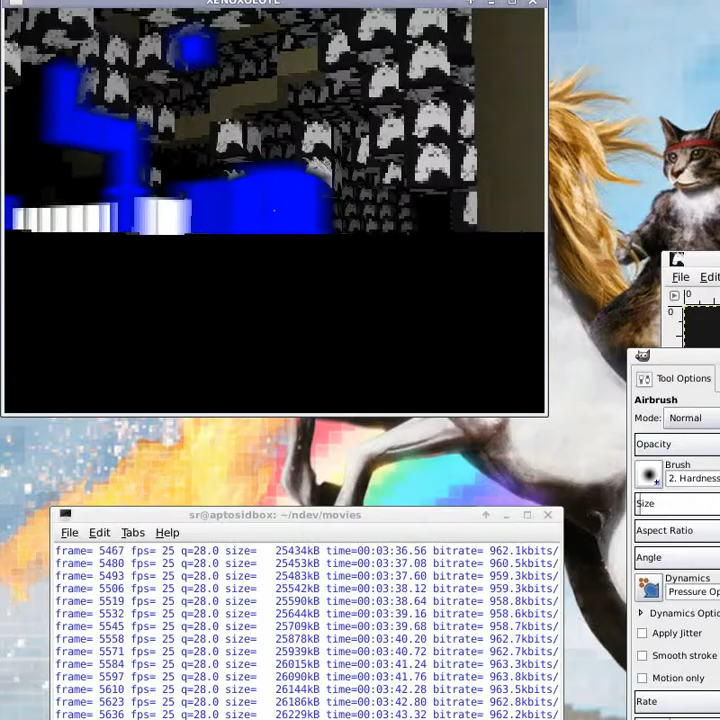 XENOXOLOTE
File Edit
0
0
Tool Options
Airbrush
Mode: Normal
Opacity
Brush
2. Hardness
Size
Aspect Ratio
Angle
Dynamics
Pressure Op
Dynamics Optio
Apply Jitter
Smooth stroke
Motion only
Rate
sr@aptosidbox: ~/ndev/movies
File Edit Tabs Help
frame= 5467 fps= 25 q=28.0 size= 25434kB time=00:03:36.56 bitrate= 962.1kbits/
frame= 5480 fps= 25 q=28.0 size= 25453kB time=00:03:37.08 bitrate= 960.5kbits/
frame= 5493 fps= 25 q=28.0 size= 25483kB time=00:03:37.60 bitrate= 959.3kbits/
frame= 5506 fps= 25 q=28.0 size= 25542kB time=00:03:38.12 bitrate= 959.3kbits/
frame= 5519 fps= 25 q=28.0 size= 25590kB time=00:03:38.64 bitrate= 958.8kbits/
frame= 5532 fps= 25 q=28.0 size= 25644kB time=00:03:39.16 bitrate= 958.6kbits/
frame= 5545 fps= 25 q=28.0 size= 25709kB time=00:03:39.68 bitrate= 958.7kbits/
frame= 5558 fps= 25 q=28.0 size= 25878kB time=00:03:40.20 bitrate= 962.7kbits/
frame= 5571 fps= 25 q=28.0 size= 25939kB time=00:03:40.72 bitrate= 962.7kbits/
frame= 5584 fps= 25 q=28.0 size= 26015kB time=00:03:41.24 bitrate= 963.3kbits/
frame= 5597 fps= 25 q=28.0 size= 26090kB time=00:03:41.76 bitrate= 963.8kbits/
frame= 5610 fps= 25 q=28.0 size= 26144kB time=00:03:42.28 bitrate= 963.5kbits/
frame= 5623 fps= 25 q=28.0 size= 26186kB time=00:03:42.80 bitrate= 962.8kbits/
frame= 5636 fps= 25 q=28.0 size= 26229kB time=00:03:43.32 bitrate= 962.2kbits/